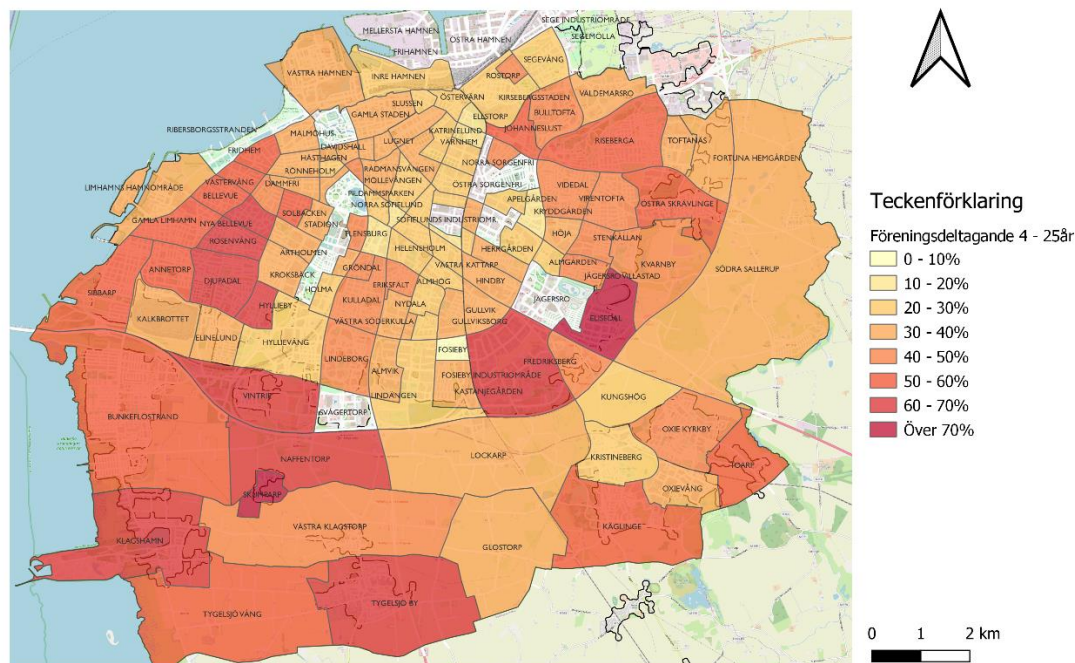 MELLERSTA HAMNEN
ÖSTRA HAMNEN
FRIHAMNEN
SEGE INDUSTRIOMRÅDE
SEGEMÖLLA
VÄSTRA HAMNEN
INRE HAMNEN
SEGEVÅNG
ROSTORP
ÖSTERVÄRN
KIRSEBERGSSTADEN
VALDEMARSRO
SLUSSEN
GAMLA STADEN
ELLSTORP
BULLTOFTA
JOHANNESLUST
RIBERSBORGSSTRANDEN
MALMÖHUS
KATRINELUND
LUGNET
VÄRNHEM
RISEBERGA
TOFTANÄS
DAVIDSHALL
FRIDHEM
HÄSTHAGEN
FORTUNA HEMGÅRDEN
RÖNNEHOLM
RÅDMANSVÅNGEN
NORRA SORGENFRI
MÖLLEVÅNGEN
LIMHAMNS HAMNOMRÅDE
VÄSTERVÅNG
DAMMFRI
ÖSTRA SORGENFRI
VIDEDAL
BELLEVUE
PILDAMMSPARKEN
APELGÅRDEN
VIRENTOFTA
NORRA SOFIELUND
ÖSTRA SKRÄVLINGE
GAMLA LIMHAMN
NYA BELLEVUE
SOLBACKEN
KRYDDGÅRDEN
STADION
SOFIELUNDS INDUSTRIOMR.
FLENSBURG
ROSENVÅNG
HÖJA
STENKÄLLAN
HELENSHOLM
HERRGÅRDEN
ÄRTHOLMEN
ALMGÅRDEN
KVARNBY
ANNETORP
KROKSBÄCK
GRÖNDAL
VÄSTRA KATTARP
SÖDRA SALLERUP
DJUPADAL
HOLMA
ERIKSFÄLT
ALMHÖG
HINDBY
JÄGERSRO VILLASTAD
JÄGERSRO
SIBBARP
HYLLIEBY
KULLADAL
NYDALA
GULLVIK
KALKBROTTET
VÄSTRA SÖDERKULLA
GULLVIKSBORG
ELISEDAL
ELINELUND
HYLLIEVÅNG
FOSIEBY
LINDEBORG
FREDRIKSBERG
ALMVIK
FOSIEBY INDUSTRIOMRÅDE
KASTANJEGÅRDEN
LINDÄNGEN
VINTRIE
KUNGSHÖG
SVÅGERTORP
BUNKEFLOSTRAND
OXIE KYRKBY
LOCKARP
KRISTINEBERG
NAFFENTORP
TOARP
OXIEVÅNG
SKUMPARP
VÄSTRA KLAGSTORP
KÄGLINGE
KLAGSHAMN
GLOSTORP
TYGELSJÖ BY
TYGELSJÖ VÅNG
Teckenförklaring
Föreningsdeltagande 4 - 25år
0 - 10%
10 - 20%
20 - 30%
30 - 40%
40 - 50%
50 - 60%
60 - 70%
Över 70%
0 1 2 km